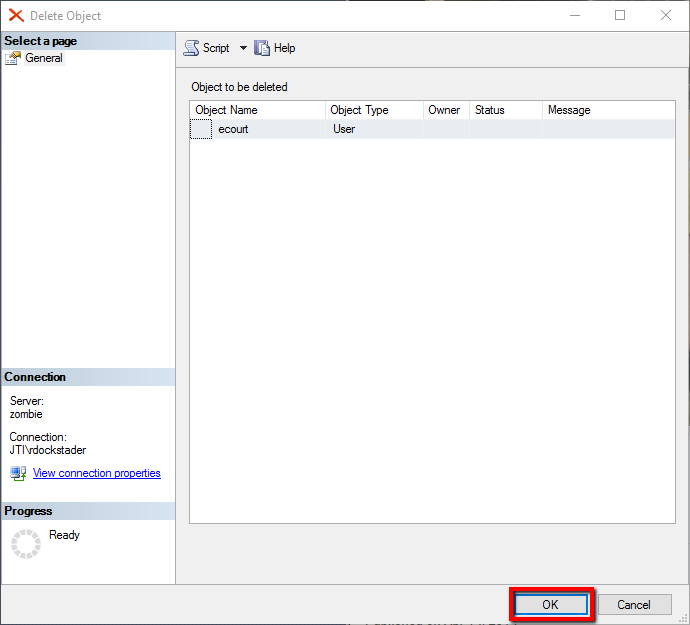 Delete Object
Select a page
General
Script
Help
Object to be deleted
Object Name Object Type Owner Status Message
ecourt User
Connection
Server:
zombie
Connection:
JTI\rdockstader
View connection properties
Progress
Ready
OK
Cancel